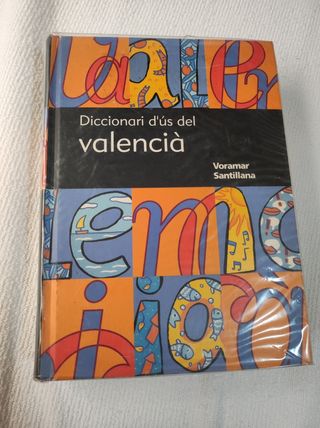 Diccionari d'ús del
valencià
Voramar
Santillana